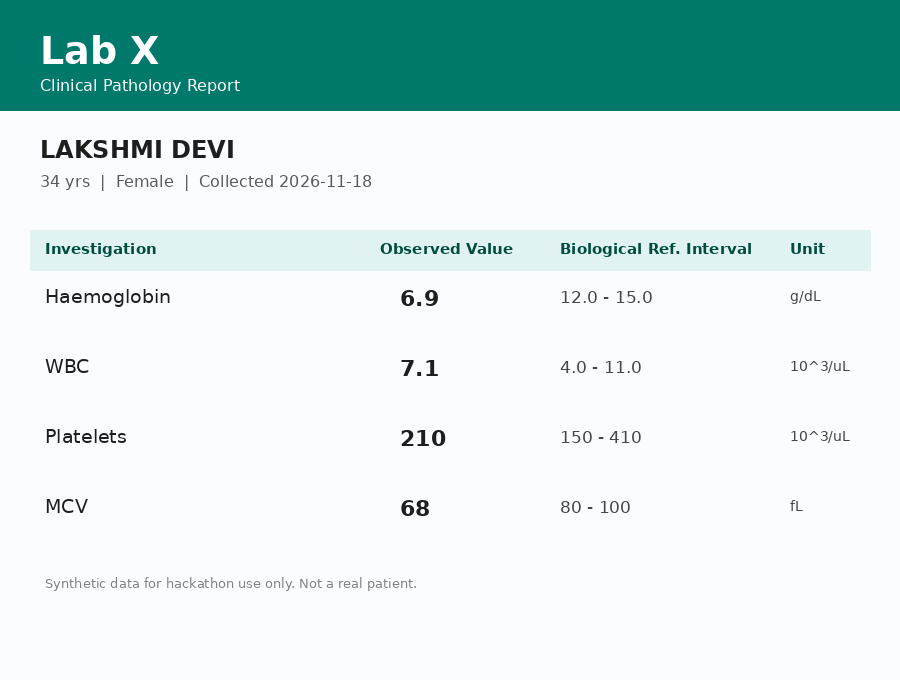 Lab X
Clinical Pathology Report
LAKSHMI DEVI
34 yrs | Female | Collected 2026-11-18
Investigation Observed Value Biological Ref. Interval Unit
Haemoglobin 6.9 12.0 - 15.0 g/dL
WBC 7.1 4.0 - 11.0 10^3/uL
Platelets 210 150 - 410 10^3/uL
MCV 68 80 - 100 fL
Synthetic data for hackathon use only. Not a real patient.